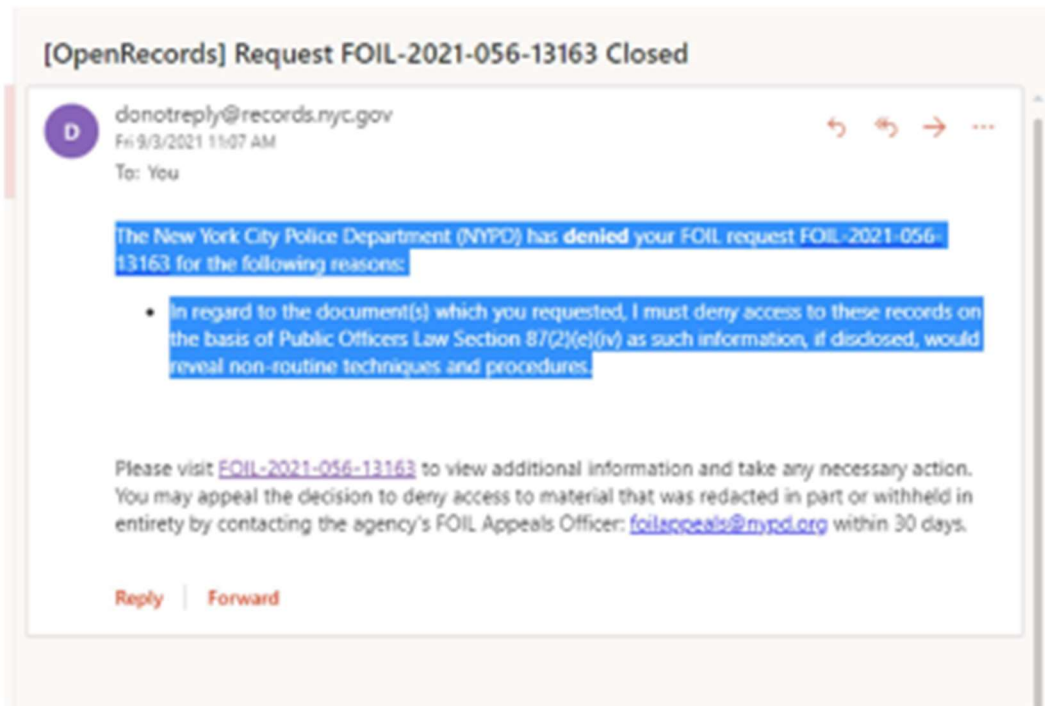 [OpenRecords] Request FOIL-2021-056-13163 Closed
D
donotreply@records.nyc.gov
Fri 9/3/2021 11:07 AM
To: You
The New York City Police Department (NYPD) has denied your FOIL request FOIL-2021-056-
13163 for the following reasons:
• In regard to the document(s) which you requested, I must deny access to these records on
the basis of Public Officers Law Section 87(2)(e)(iv) as such information, if disclosed, would
reveal non-routine techniques and procedures.
Please visit FOIL-2021-056-13163 to view additional information and take any necessary action.
You may appeal the decision to deny access to material that was redacted in part or withheld in
entirety by contacting the agency's FOIL Appeals Officer: foilappeals@nypd.org within 30 days.
Reply
Forward